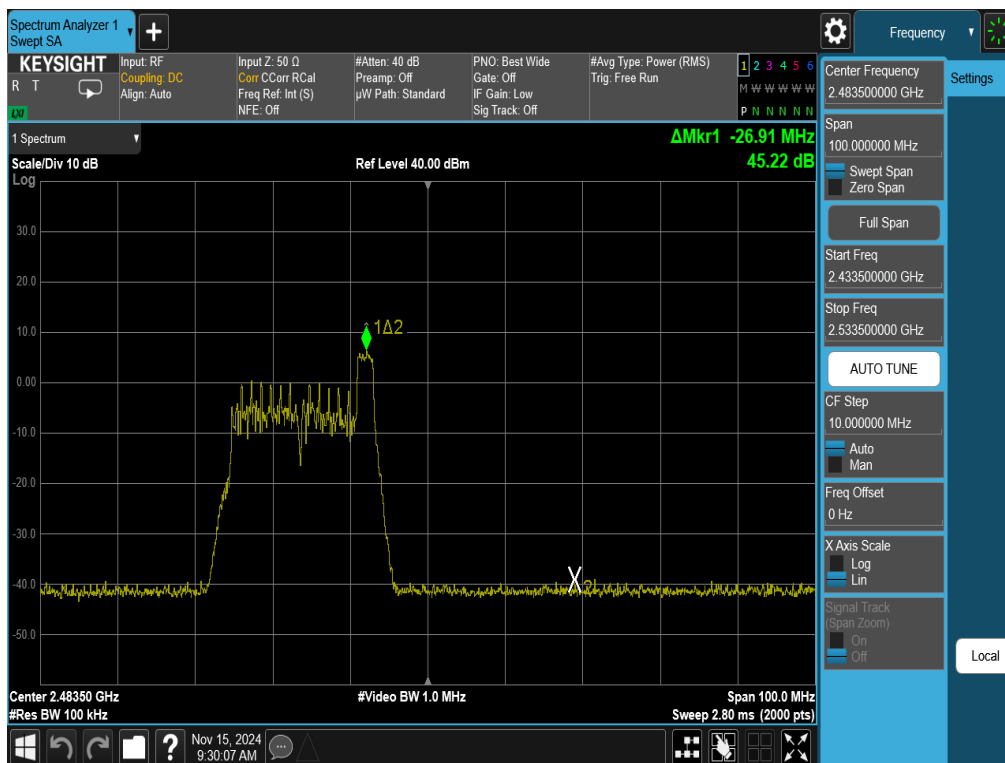 Spectrum Analyzer 1
Swept SA
Frequency
KEYSIGHT
R T
LXI
Input: RF
Coupling: DC
Align: Auto
Input Z: 50 Ω
Corr CCorr RCal
Freq Ref: Int (S)
NFE: Off
#Atten: 40 dB
Preamp: Off
µW Path: Standard
PNO: Best Wide
Gate: Off
IF Gain: Low
Sig Track: Off
#Avg Type: Power (RMS)
Trig: Free Run
1 2 3 4 5 6
M W W W W W
P N N N N N
1 Spectrum
ΔMkr1 -26.91 MHz
45.22 dB
Scale/Div 10 dB
Ref Level 40.00 dBm
Log
30.0
20.0
10.0
0.00
-10.0
-20.0
-30.0
-40.0
-50.0
1Δ2
X
Center 2.48350 GHz
#Video BW 1.0 MHz
Span 100.0 MHz
#Res BW 100 kHz
Sweep 2.80 ms (2000 pts)
Center Frequency
2.483500000 GHz
Span
100.000000 MHz
Swept Span
Zero Span
Full Span
Start Freq
2.433500000 GHz
Stop Freq
2.533500000 GHz
AUTO TUNE
CF Step
10.000000 MHz
Auto
Man
Freq Offset
0 Hz
X Axis Scale
Log
Lin
Signal Track
(Span Zoom)
On
Off
Settings
Local
?
Nov 15, 2024
9:30:07 AM